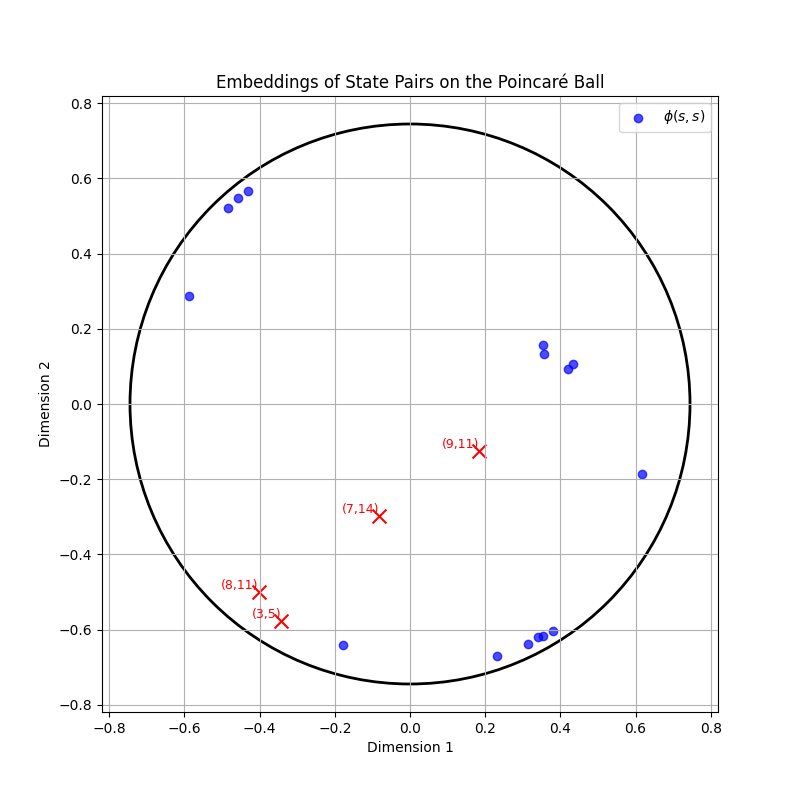 Embeddings of State Pairs on the Poincaré Ball
ϕ(s, s)
0.8
0.6
0.4
0.2
0.0
−0.2
−0.4
−0.6
−0.8
Dimension 2
(9,11)
(7,14)
(8,11)
(3,5)
−0.8 −0.6 −0.4 −0.2 0.0 0.2 0.4 0.6 0.8
Dimension 1